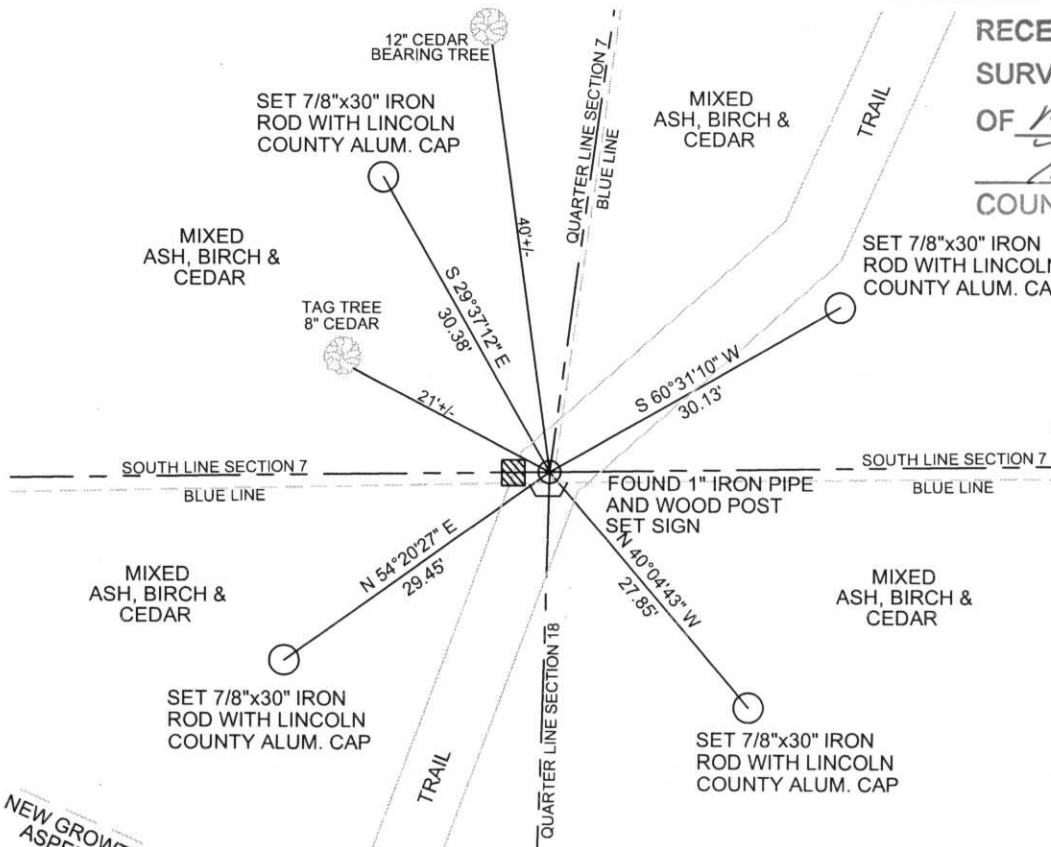 12" CEDAR
BEARING TREE
RECE
SURV
OF
COUN
SET 7/8"x30" IRON
ROD WITH LINCOLN
COUNTY ALUM. CAP
MIXED
ASH, BIRCH &
CEDAR
QUARTER LINE SECTION 7
BLUE LINE
TRAIL
MIXED
ASH, BIRCH &
CEDAR
40'+/-
SET 7/8"x30" IRON
ROD WITH LINCOLN
COUNTY ALUM. CA
TAG TREE
8" CEDAR
S 29°37'12" E
30.38'
21'+/-
S 60°31'10" W
30.13'
SOUTH LINE SECTION 7
BLUE LINE
SOUTH LINE SECTION 7
BLUE LINE
FOUND 1" IRON PIPE
AND WOOD POST
SET SIGN
N 54°20'27" E
29.45'
N 40°04'43" W
27.85'
MIXED
ASH, BIRCH &
CEDAR
MIXED
ASH, BIRCH &
CEDAR
QUARTER LINE SECTION 18
SET 7/8"x30" IRON
ROD WITH LINCOLN
COUNTY ALUM. CAP
SET 7/8"x30" IRON
ROD WITH LINCOLN
COUNTY ALUM. CAP
TRAIL
NEW GROWT
ASPE